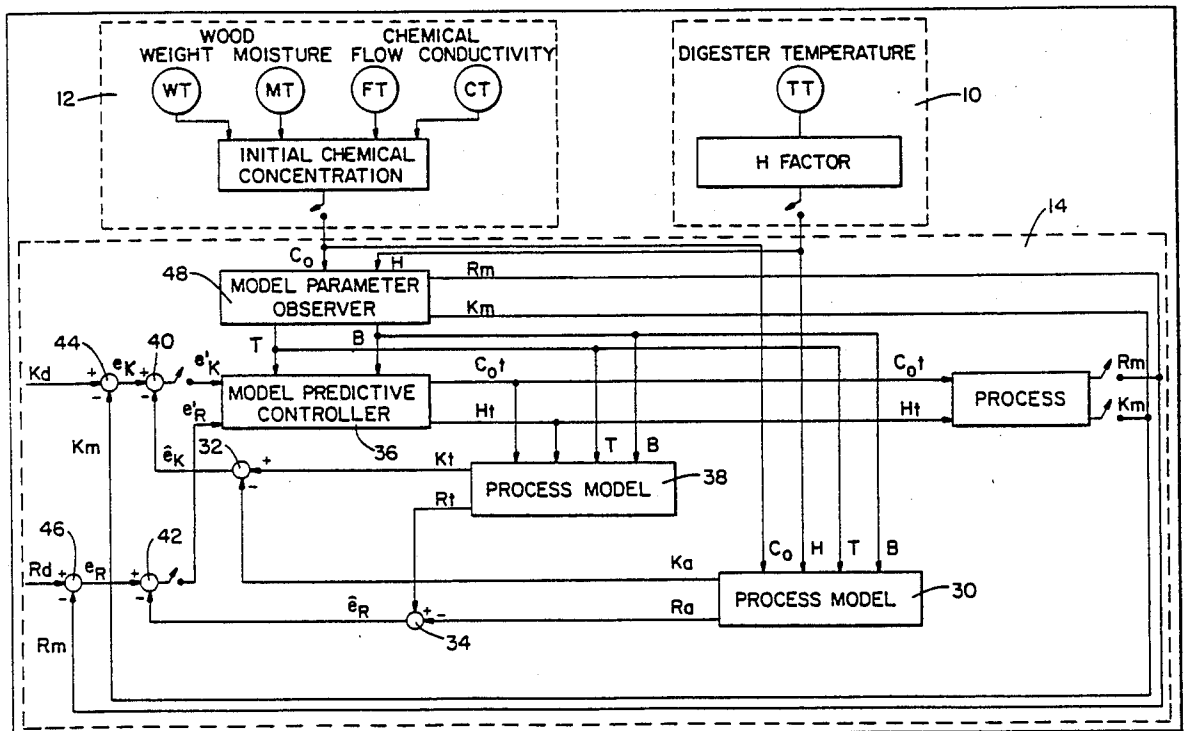 WOOD CHEMICAL
WEIGHT MOISTURE FLOW CONDUCTIVITY
DIGESTER TEMPERATURE
12 WT MT FT CT
TT 10
INITIAL CHEMICAL
CONCENTRATION
H FACTOR
14
Co H
48 MODEL PARAMETER
OBSERVER
Rm
Km
T B
44 40
Kd + - eK + - e'K
MODEL PREDICTIVE
CONTROLLER
36
Cot Cot
Ht Ht
PROCESS
Rm
Km
e'R
Km
êK 32 + -
Kt
Rt
T B
PROCESS MODEL 38
46 42
Rd + - eR + -
Co H T B
Ka
Ra
PROCESS MODEL 30
êR + - 34
Rm